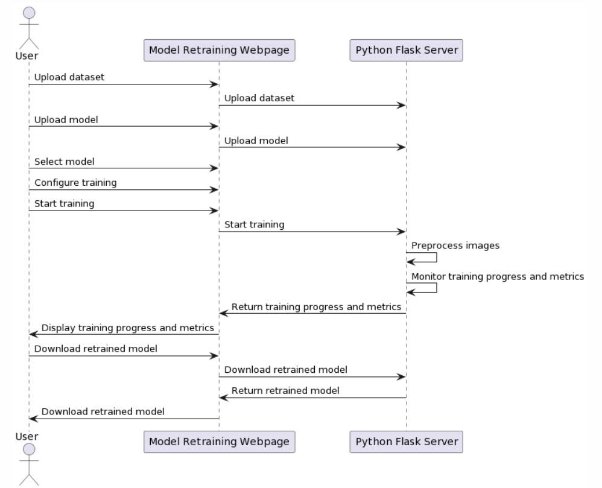 User
Model Retraining Webpage
Python Flask Server
Upload dataset
Upload dataset
Upload model
Upload model
Select model
Configure training
Start training
Start training
Preprocess images
Monitor training progress and metrics
Return training progress and metrics
Display training progress and metrics
Download retrained model
Download retrained model
Return retrained model
Download retrained model
User
Model Retraining Webpage
Python Flask Server